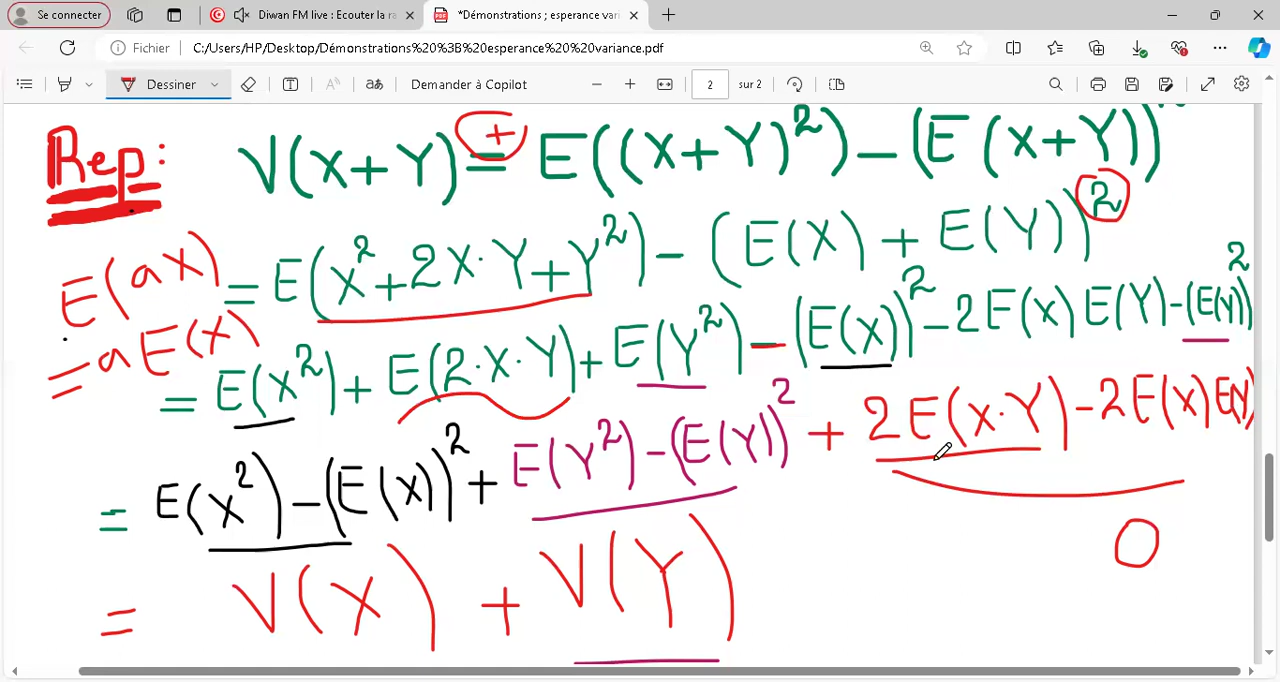 Se connecter
Diwan FM live : Ecouter la ra
*Démonstrations ; esperance vari
Fichier C:/Users/HP/Desktop/Démonstrations%20%3B%20esperance%20%20variance.pdf
Dessiner
aあ
Demander à Copilot
2 sur 2
Rep: V(X+Y) = E((X+Y)²) - (E(X+Y))²
+
= E(X²+2X·Y+Y²) - (E(X) + E(Y))²
E(aX)
= aE(X)
= E(X²) + E(2·X·Y) + E(Y²) - (E(X))² - 2E(X) E(Y) - (E(Y))²
= E(X²) - (E(X))² + E(Y²) - (E(Y))² + 2E(X·Y) - 2E(X)E(Y)
0
= V(X) + V(Y)